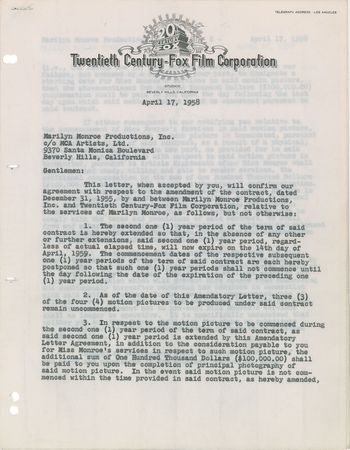 TELEGRAPH ADDRESS - LOS ANGELES
20th
CENTURY
FOX
Twentieth Century-Fox Film Corporation
STUDIOS
BEVERLY HILLS, CALIFORNIA
April 17, 1958
Marilyn Monroe Productions, Inc.
c/o MCA Artists, Ltd.
9370 Santa Monica Boulevard
Beverly Hills, California
Gentlemen:
This letter, when accepted by you, will confirm our
agreement with respect to the amendment of the contract, dated
December 31, 1955, by and between Marilyn Monroe Productions,
Inc. and Twentieth Century-Fox Film Corporation, relative to
the services of Marilyn Monroe, as follows, but not otherwise:
1. The second one (1) year period of the term of said
contract is hereby extended so that, in the absence of any other
or further extensions, said second one (1) year period, regard-
less of actual elapsed time, will now expire on the 14th day of
April, 1959. The commencement dates of the respective subsequent
one (1) year periods of the term of said contract are each hereby
postponed so that such one (1) year periods shall not commence until
the day following the date of the expiration of the preceding one
(1) year period.
2. As of the date of this Amendatory Letter, three (3)
of the four (4) motion pictures to be produced under said contract
remain uncommenced.
3. In respect to the motion picture to be commenced during
the second one (1) year period of the term of said contract, as
said second one (1) year period is extended by this Amendatory
Letter Agreement, in addition to the consideration payable to you
for Miss Monroe's services in respect to such motion picture, the
additional sum of One Hundred Thousand Dollars ($100,000.00) shall
be paid to you upon the completion of principal photography of
said motion picture. In the event said motion picture is not com-
menced within the time provided in said contract, as hereby amended,